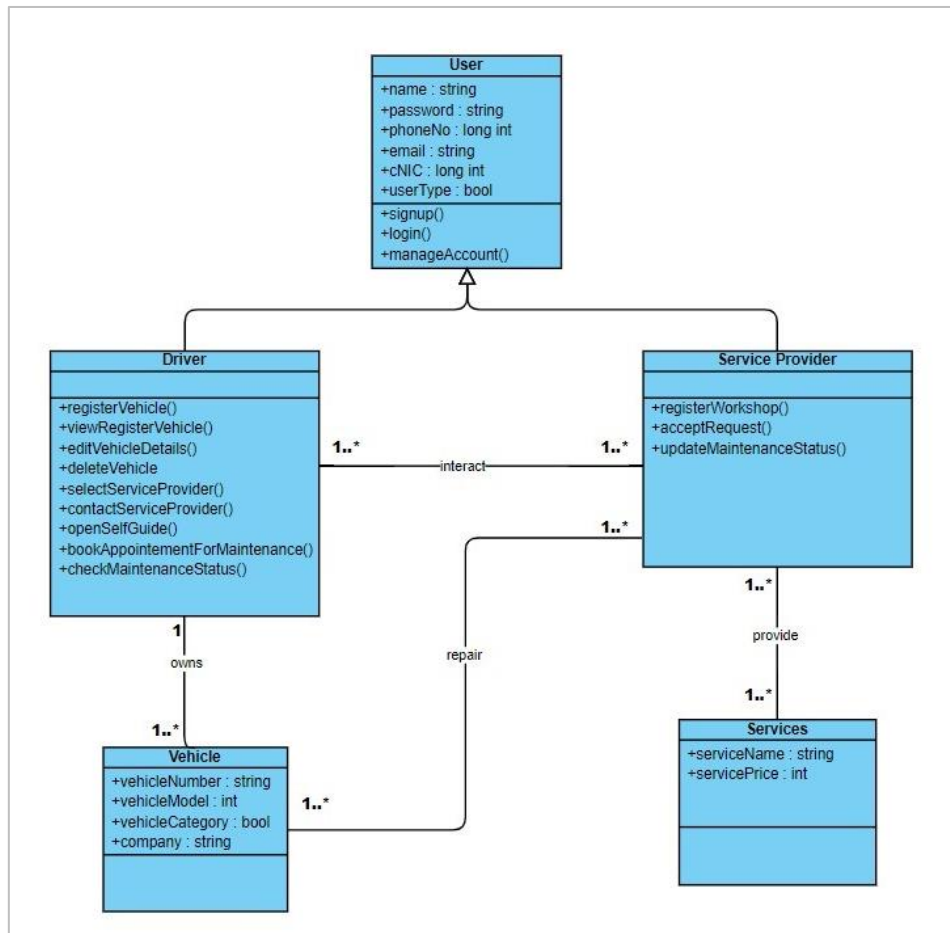 User
+name : string
+password : string
+phoneNo : long int
+email : string
+cNIC : long int
+userType : bool
+signup()
+login()
+manageAccount()
Driver
+registerVehicle()
+viewRegisterVehicle()
+editVehicleDetails()
+deleteVehicle
+selectServiceProvider()
+contactServiceProvider()
+openSelfGuide()
+bookAppointementForMaintenance()
+checkMaintenanceStatus()
Service Provider
+registerWorkshop()
+acceptRequest()
+updateMaintenanceStatus()
1..*
interact
1..*
1..*
repair
1..*
1
owns
1..*
1..*
provide
1..*
Vehicle
+vehicleNumber : string
+vehicleModel : int
+vehicleCategory : bool
+company : string
Services
+serviceName : string
+servicePrice : int